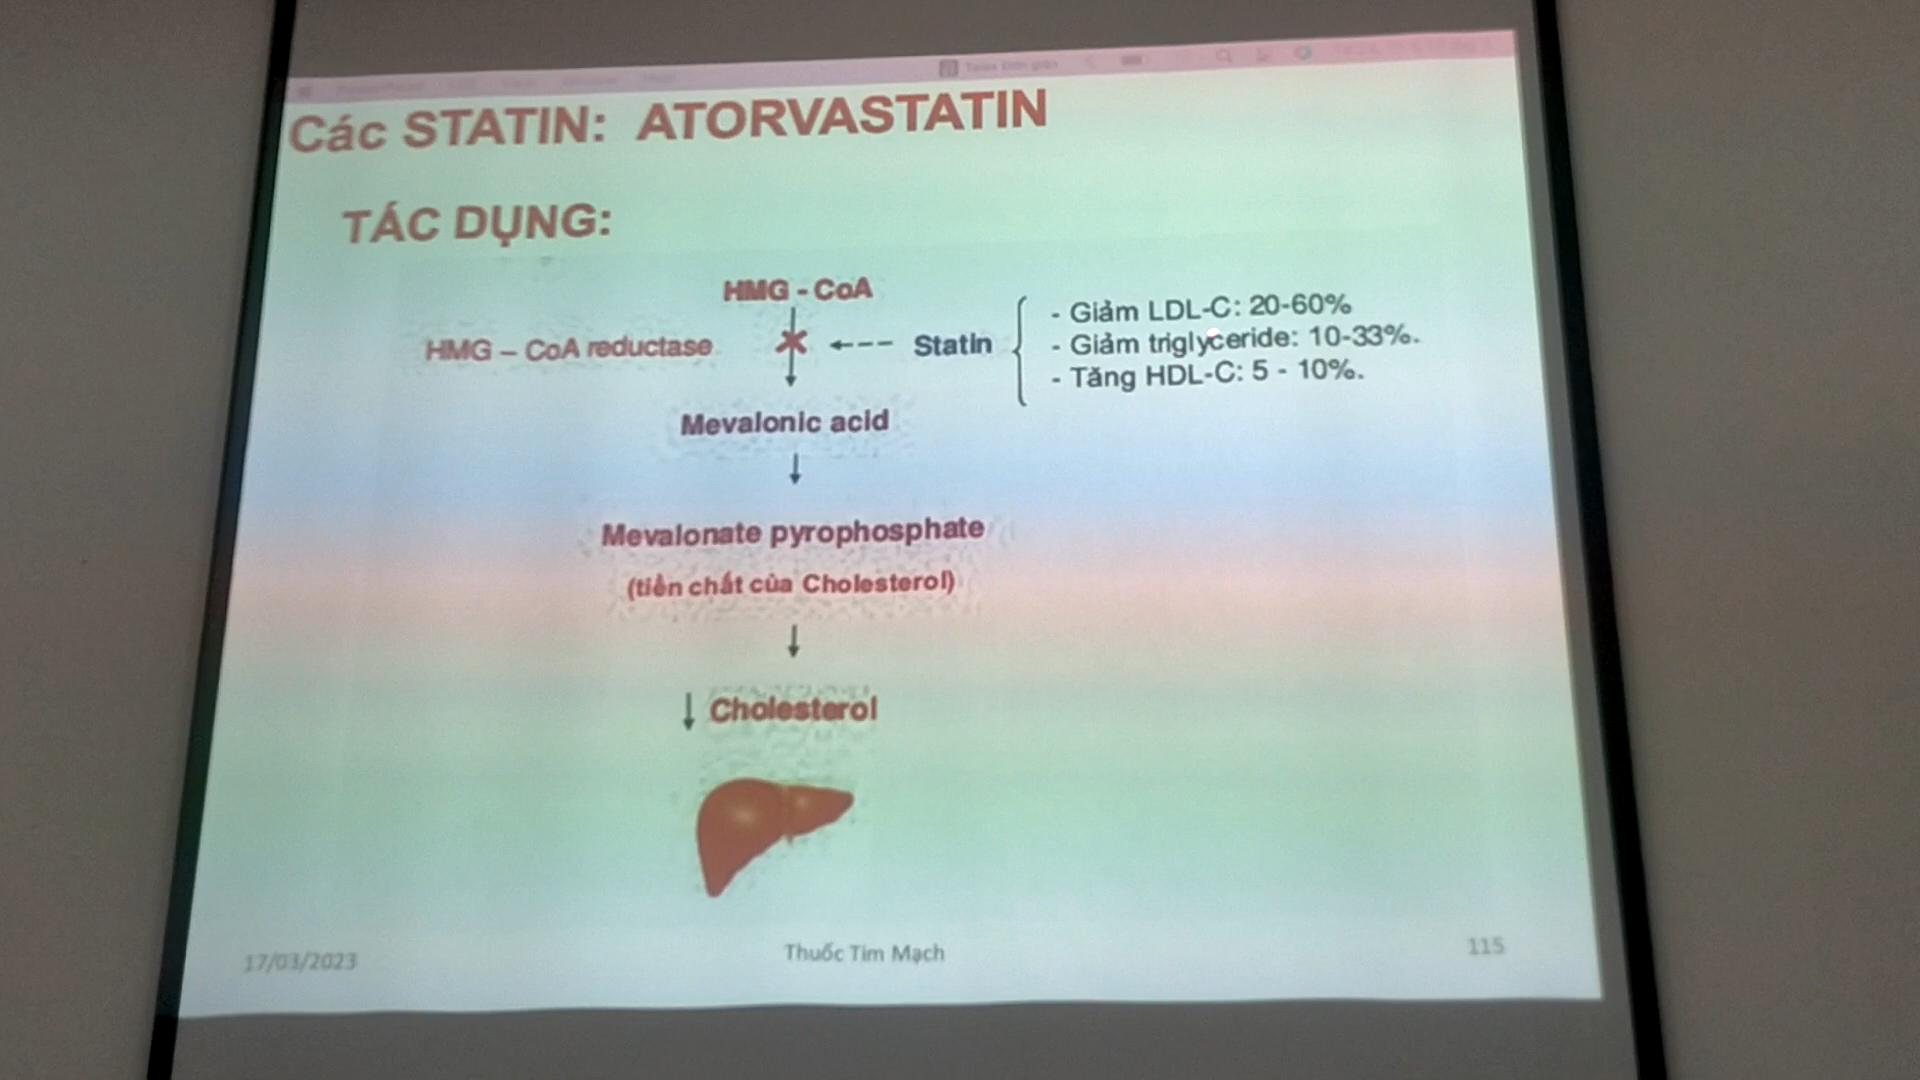 Các STATIN: ATORVASTATIN
TÁC DỤNG:
HMG - CoA
HMG – CoA reductase
Statin
- Giảm LDL-C: 20-60%
- Giảm triglyceride: 10-33%.
- Tăng HDL-C: 5 - 10%.
Mevalonic acid
Mevalonate pyrophosphate
(tiền chất của Cholesterol)
Cholesterol
17/03/2023
Thuốc Tim Mạch
115